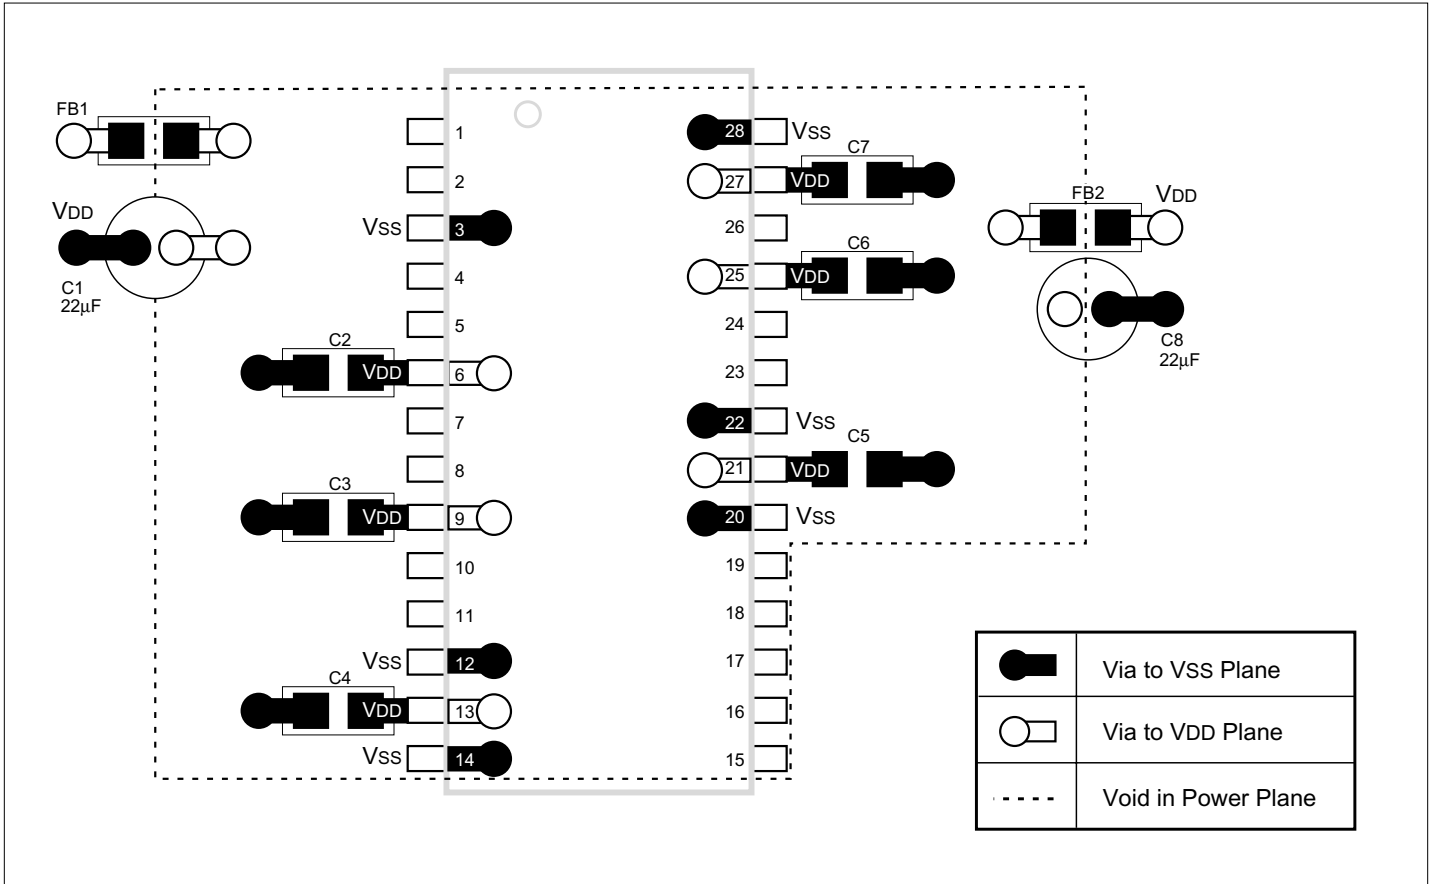 FB1
VDD
C1
22μF
1
2
VSS 3
4
5
C2
VDD 6
7
8
C3
VDD 9
10
11
VSS 12
C4
VDD 13
VSS 14
28 VSS
C7
27 VDD
26
C6
25 VDD
24
23
22 VSS
C5
21 VDD
20 VSS
19
18
17
16
15
FB2 VDD
C8
22μF
Via to VSS Plane
Via to VDD Plane
Void in Power Plane